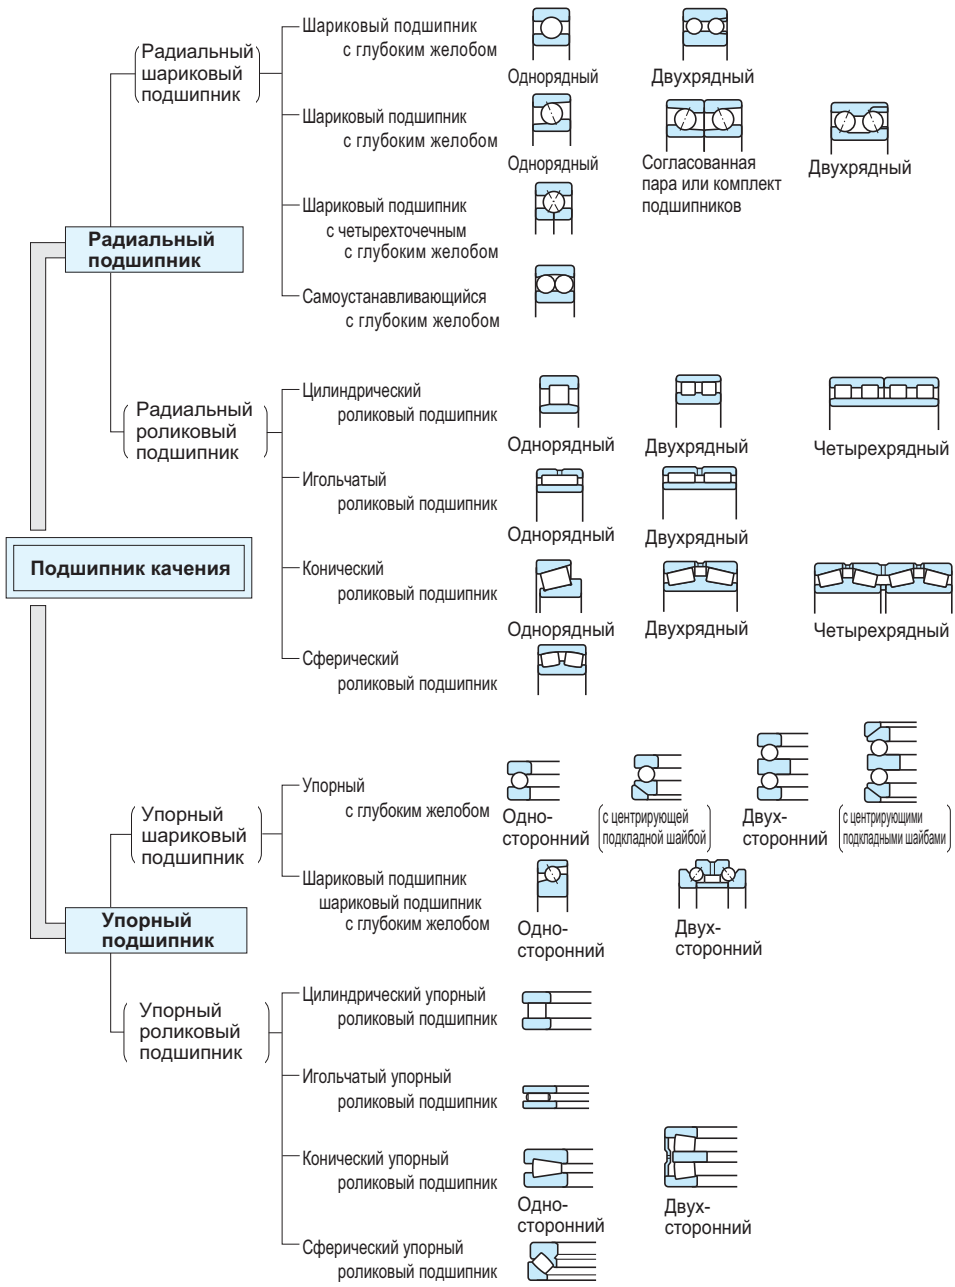 Подшипник качения
Радиальный
подшипник
Радиальный
шариковый
подшипник
Шариковый подшипник
с глубоким желобом
Однорядный
Двухрядный
Шариковый подшипник
с глубоким желобом
Однорядный
Согласованная
пара или комплект
подшипников
Двухрядный
Шариковый подшипник
с четырехточечным
с глубоким желобом
Самоустанавливающийся
с глубоким желобом
Радиальный
роликовый
подшипник
Цилиндрический
роликовый подшипник
Однорядный
Двухрядный
Четырехрядный
Игольчатый
роликовый подшипник
Однорядный
Двухрядный
Конический
роликовый подшипник
Однорядный
Двухрядный
Четырехрядный
Сферический
роликовый подшипник
Упорный
подшипник
Упорный
шариковый
подшипник
Упорный
с глубоким желобом
Одно-
сторонний
с центрирующей
подкладной шайбой
Двух-
сторонний
с центрирующими
подкладными шайбами
Шариковый подшипник
шариковый подшипник
с глубоким желобом
Одно-
сторонний
Двух-
сторонний
Упорный
роликовый
подшипник
Цилиндрический упорный
роликовый подшипник
Игольчатый упорный
роликовый подшипник
Конический упорный
роликовый подшипник
Одно-
сторонний
Двух-
сторонний
Сферический упорный
роликовый подшипник